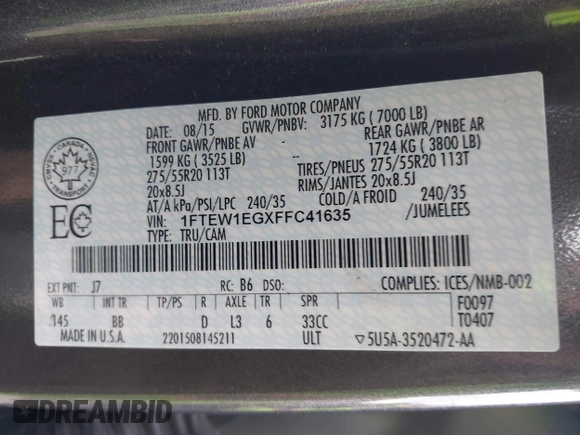 MFD. BY FORD MOTOR COMPANY
DATE: 08/15 GVWR/PNBV: 3175 KG ( 7000 LB)
FRONT GAWR/PNBE AV -- REAR GAWR/PNBE AR
1599 KG ( 3525 LB) 1724 KG ( 3800 LB)
275/55R20 113T TIRES/PNEUS 275/55R20 113T
20x8.5J RIMS/JANTES 20x8.5J
AT/A kPa/PSI/LPC 240/35 COLD/A FROID 240/35
VIN: 1FTEW1EGXFFC41635 /JUMELEES
TYPE: TRU/CAM
977
EC
EXT PNT: J7 RC: B6 DSO: COMPLIES: ICES/NMB-002
WB INT TR TP/PS R AXLE TR SPR F0097
145 BB D L3 6 33CC T0407
MADE IN U.S.A. 2201508145211 ULT ▽5U5A-3520472-AA
DREAMBID